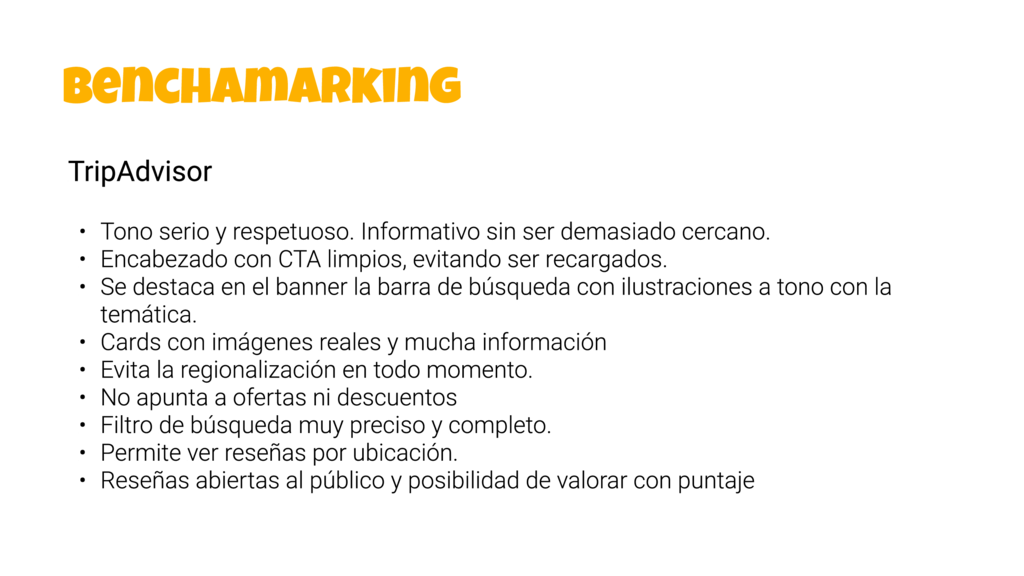 BenCHAmARKInG
TripAdvisor
• Tono serio y respetuoso. Informativo sin ser demasiado cercano.
• Encabezado con CTA limpios, evitando ser recargados.
• Se destaca en el banner la barra de búsqueda con ilustraciones a tono con la
temática.
• Cards con imágenes reales y mucha información
• Evita la regionalización en todo momento.
• No apunta a ofertas ni descuentos
• Filtro de búsqueda muy preciso y completo.
• Permite ver reseñas por ubicación.
• Reseñas abiertas al público y posibilidad de valorar con puntaje